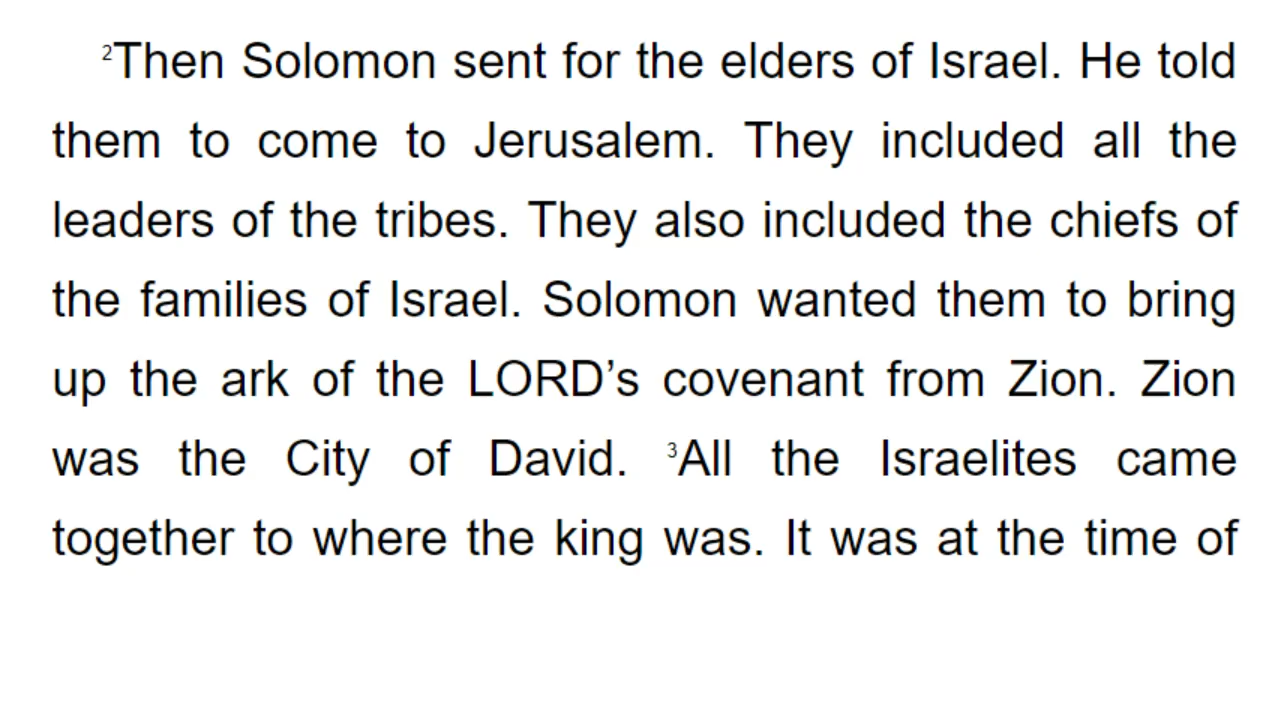 ²Then Solomon sent for the elders of Israel. He told
them to come to Jerusalem. They included all the
leaders of the tribes. They also included the chiefs of
the families of Israel. Solomon wanted them to bring
up the ark of the LORD’s covenant from Zion. Zion
was the City of David. ³All the Israelites came
together to where the king was. It was at the time of